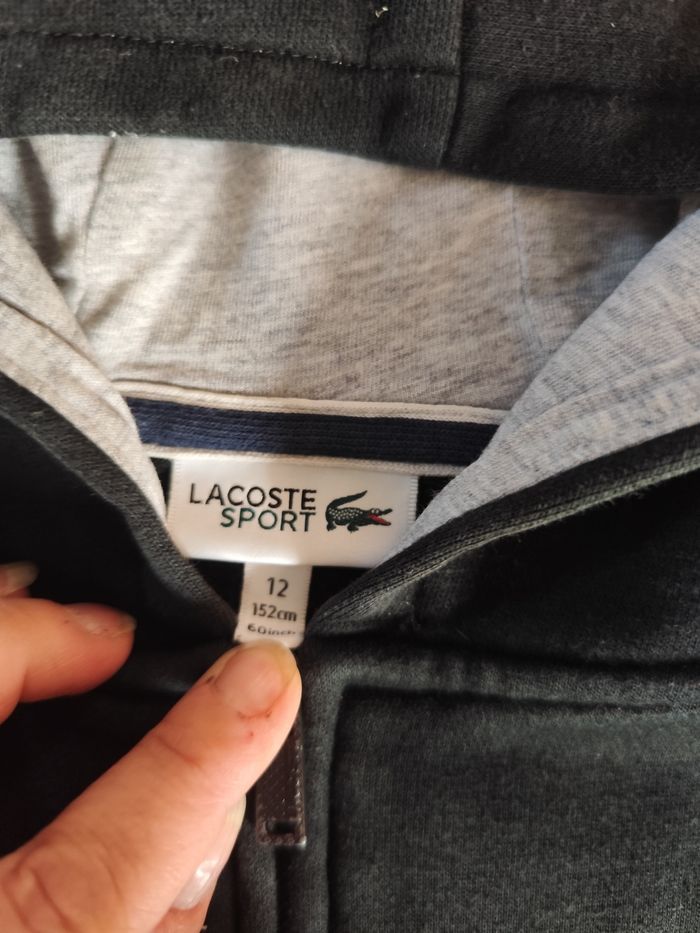 LACOSTE
SPORT
12
152cm
60inch